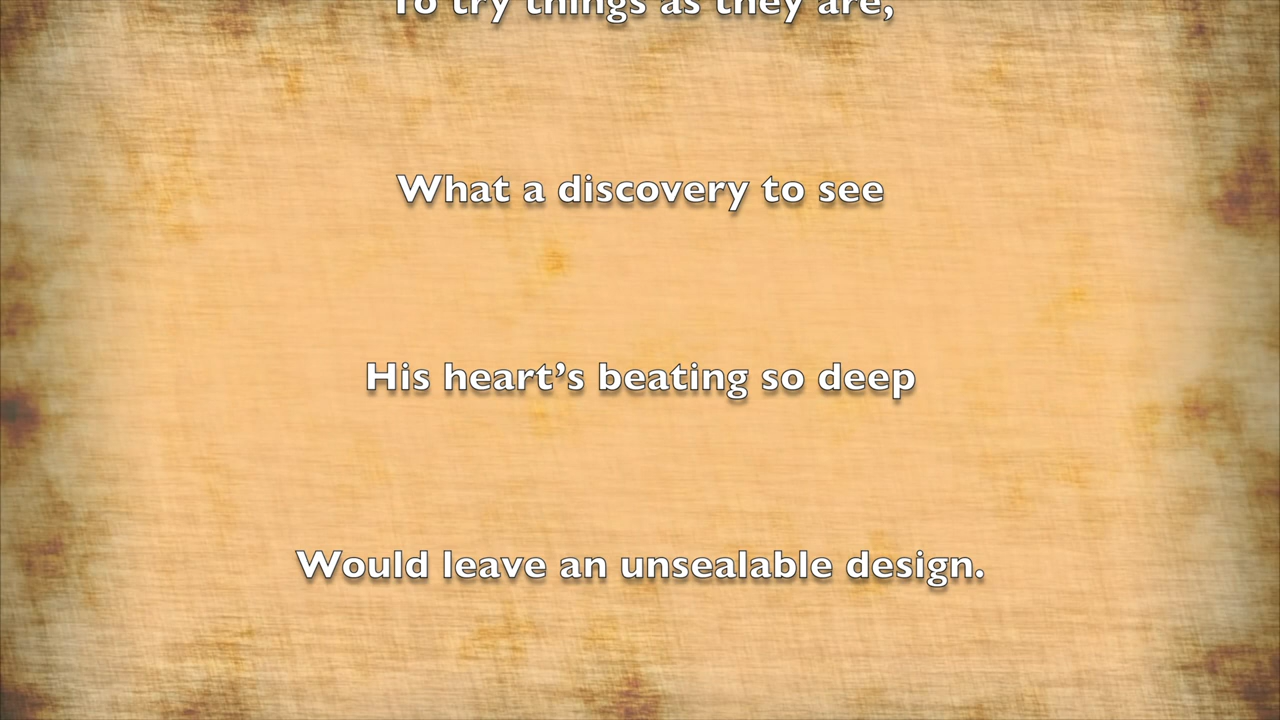 To try things as they are,
What a discovery to see
His heart’s beating so deep
Would leave an unsealable design.